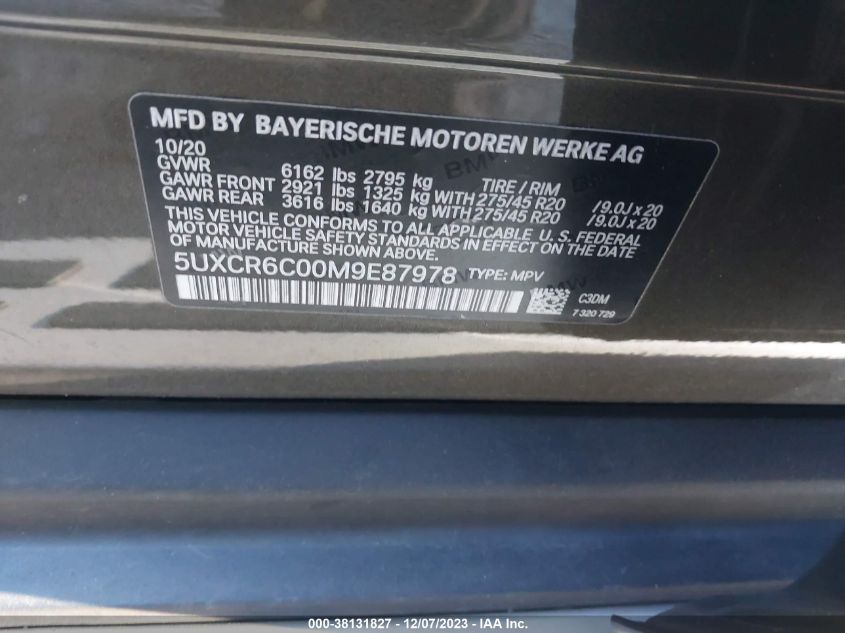 MFD BY BAYERISCHE MOTOREN WERKE AG
10/20
GVWR 6162 lbs 2795 kg TIRE / RIM
GAWR FRONT 2921 lbs 1325 kg WITH 275/45 R20 /9.0J x 20
GAWR REAR 3616 lbs 1640 kg WITH 275/45 R20 /9.0J x 20
THIS VEHICLE CONFORMS TO ALL APPLICABLE U.S. FEDERAL
MOTOR VEHICLE SAFETY STANDARDS IN EFFECT ON THE DATE
OF MANUFACTURE SHOWN ABOVE.
5UXCR6C00M9E87978 TYPE: MPV
C3DM
7 320 729
000-38131827 - 12/07/2023 - IAA Inc.